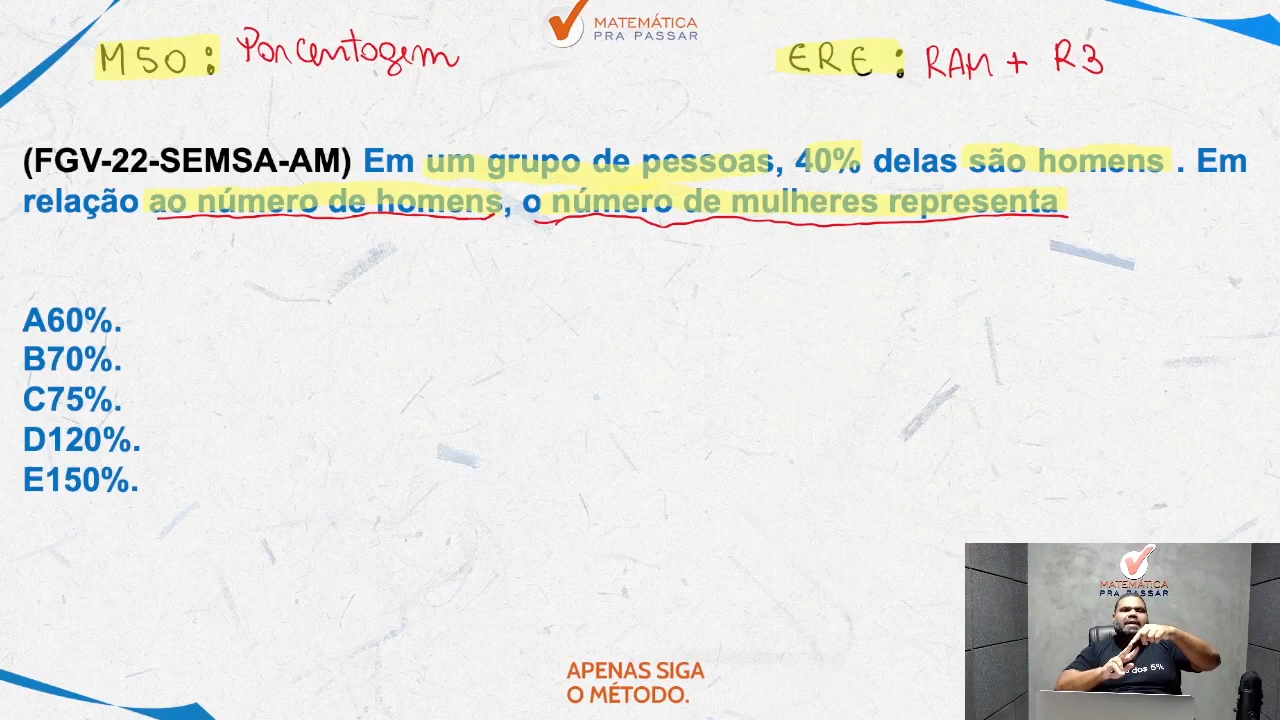 MATEMÁTICA
PRA PASSAR
M50: Porcentagem
ERE: RAM + R3
(FGV-22-SEMSA-AM) Em um grupo de pessoas, 40% delas são homens . Em
relação ao número de homens, o número de mulheres representa
A60%.
B70%.
C75%.
D120%.
E150%.
MATEMÁTICA
PRA PASSAR
dos 5%
APENAS SIGA
O MÉTODO.